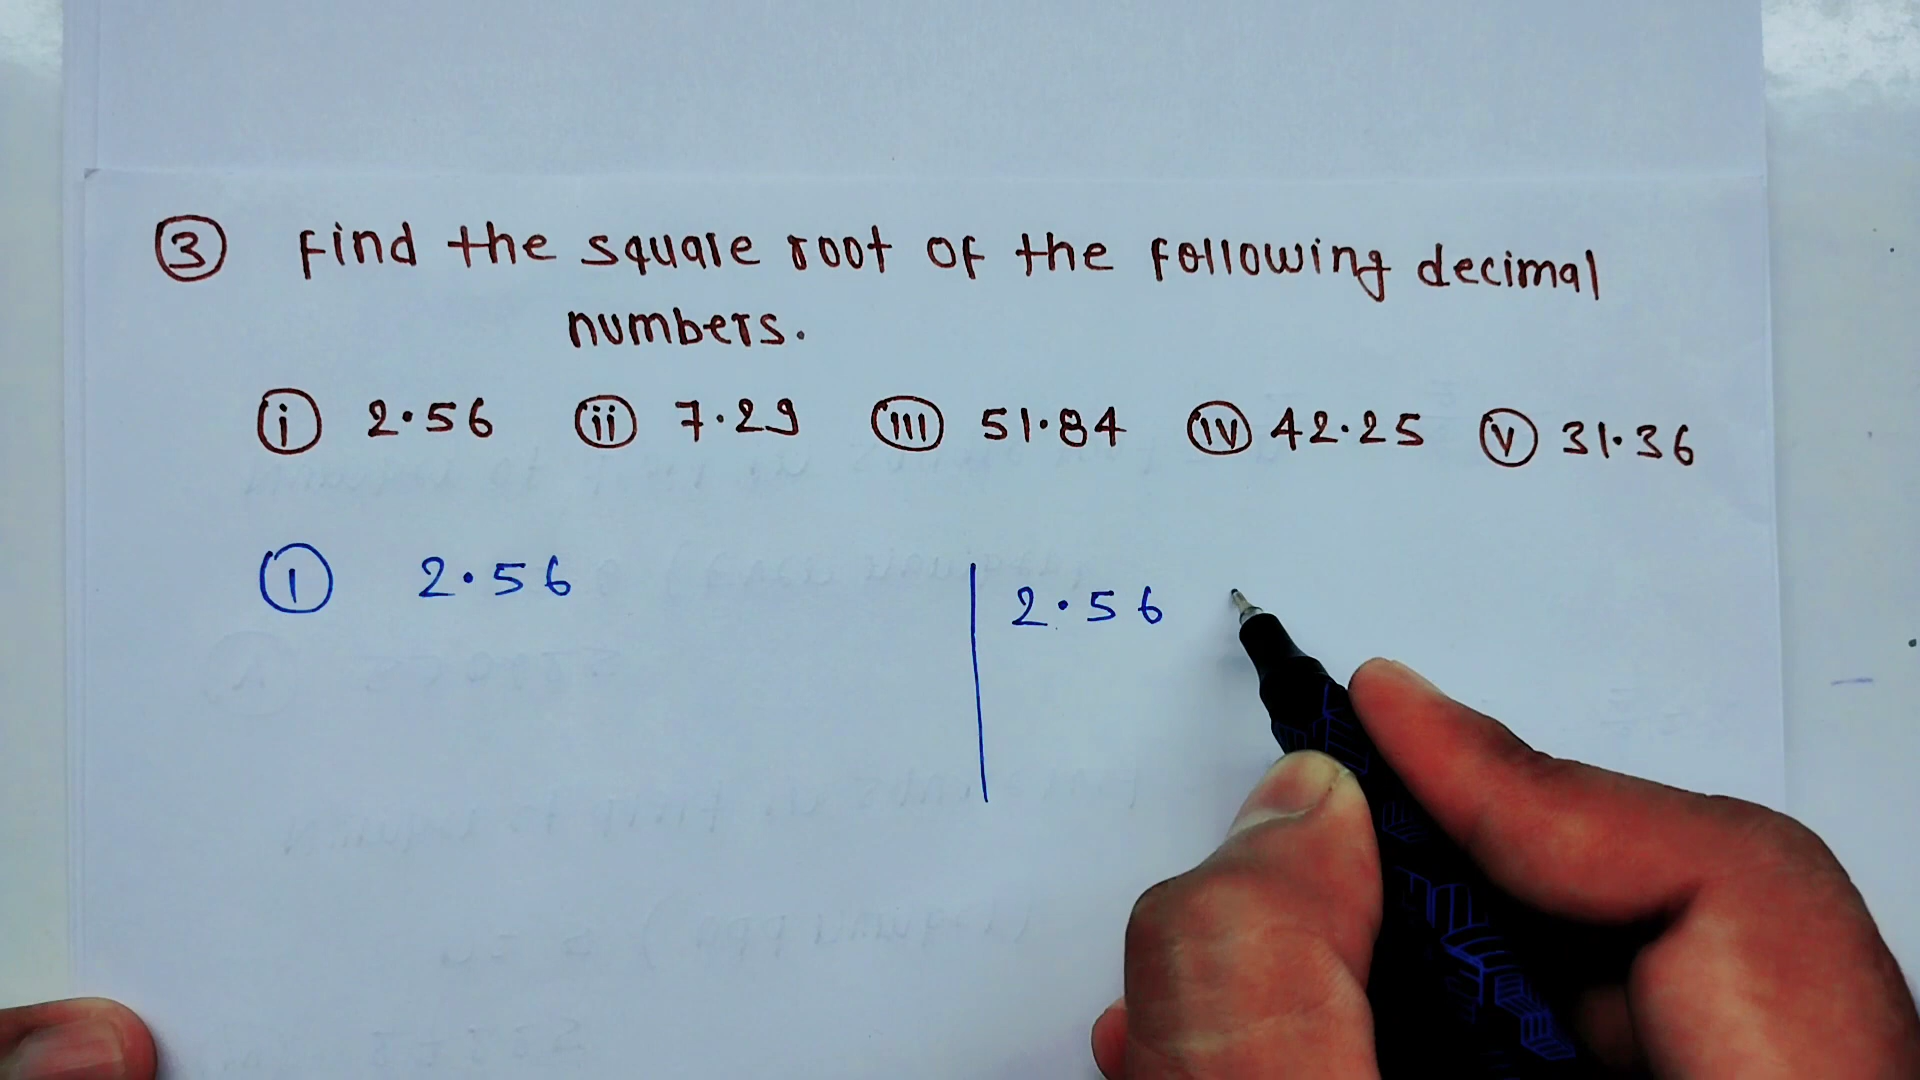 ③ Find the square root of the following decimal
numbers.
ⓘ 2.56 ⓘⓘ 7.29 ⓘⓘⓘ 51.84 ⓘⓥ 42.25 ⓥ 31.36
ⓘ 2.56
2.56